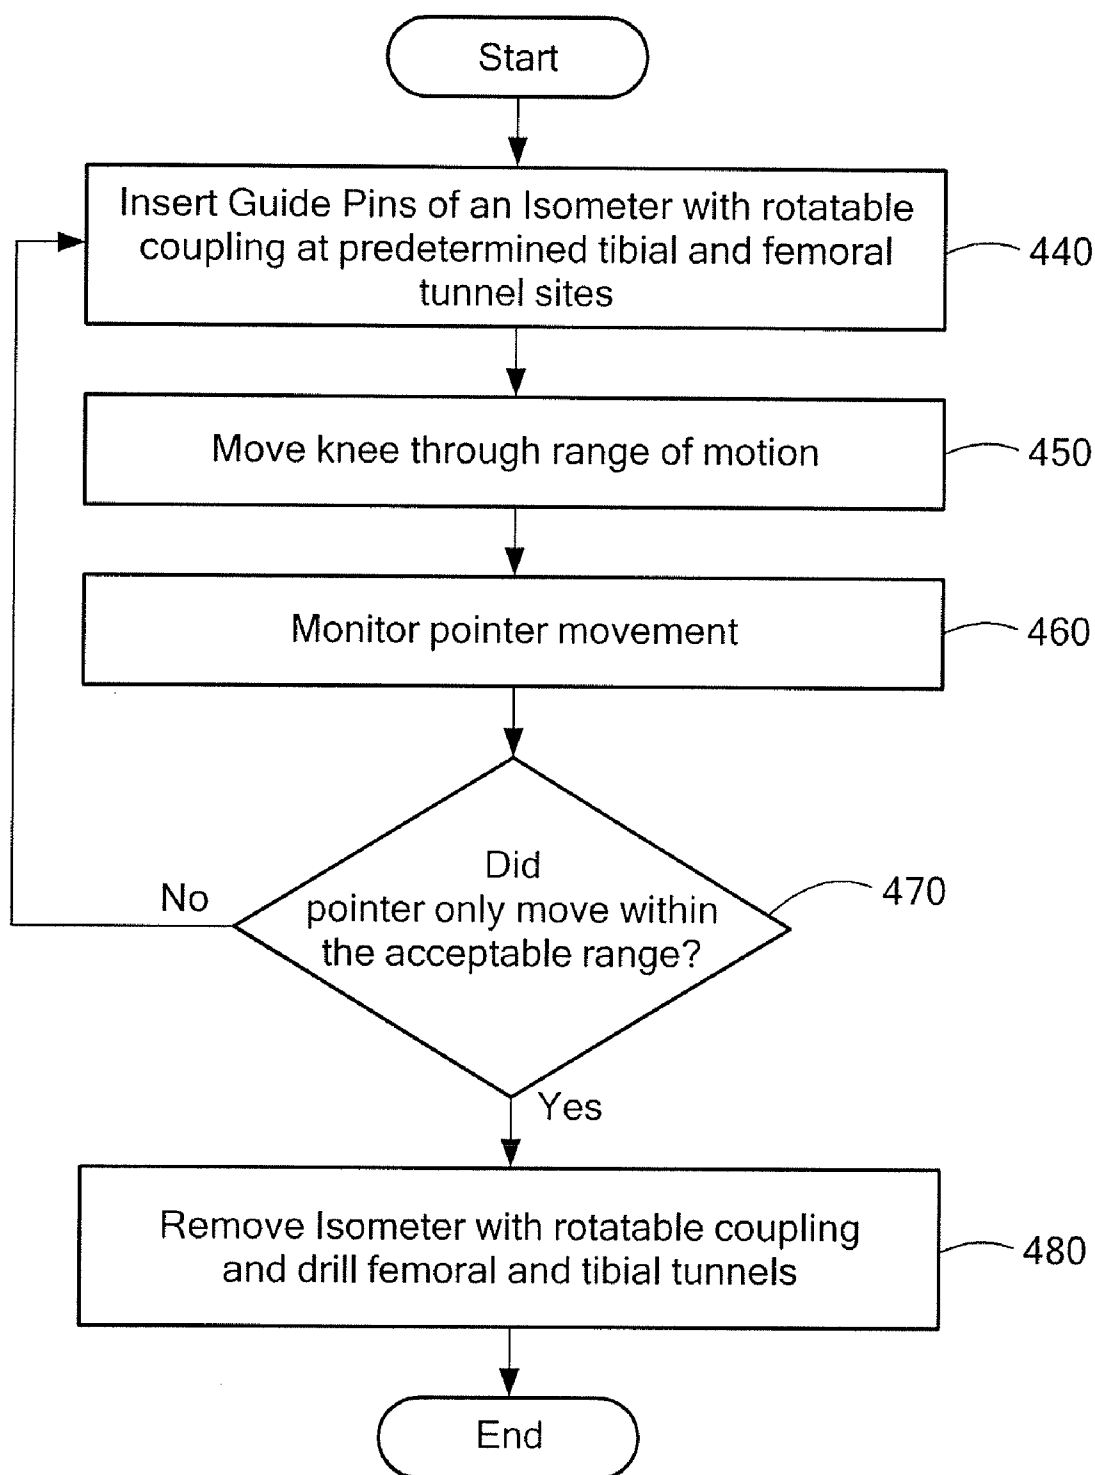 Start
Insert Guide Pins of an Isometer with rotatable
coupling at predetermined tibial and femoral
tunnel sites
440
Move knee through range of motion
450
Monitor pointer movement
460
Did
pointer only move within
the acceptable range?
470
No
Yes
Remove Isometer with rotatable coupling
and drill femoral and tibial tunnels
480
End